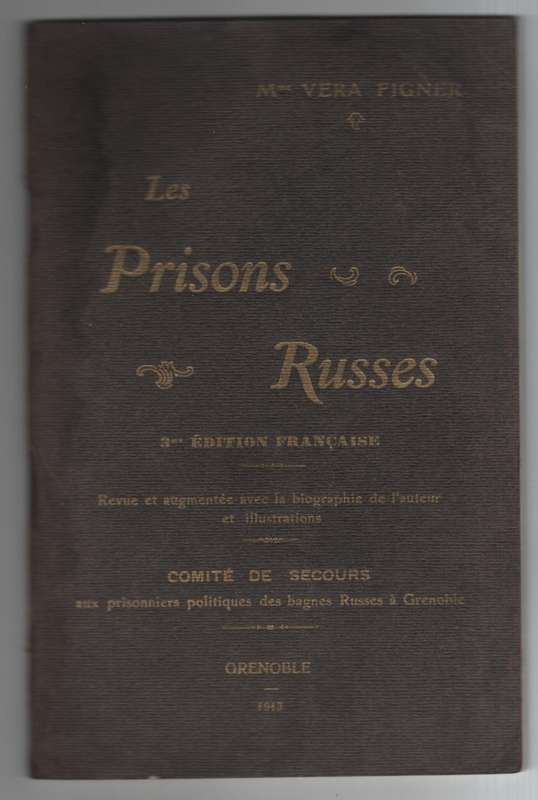 Mme VERA FIGNER
Les
Prisons
Russes
3me ÉDITION FRANÇAISE
Revue et augmentée avec la biographie de l'auteur
et illustrations
COMITÉ DE SECOURS
aux prisonniers politiques des bagnes Russes à Grenoble
GRENOBLE
1913